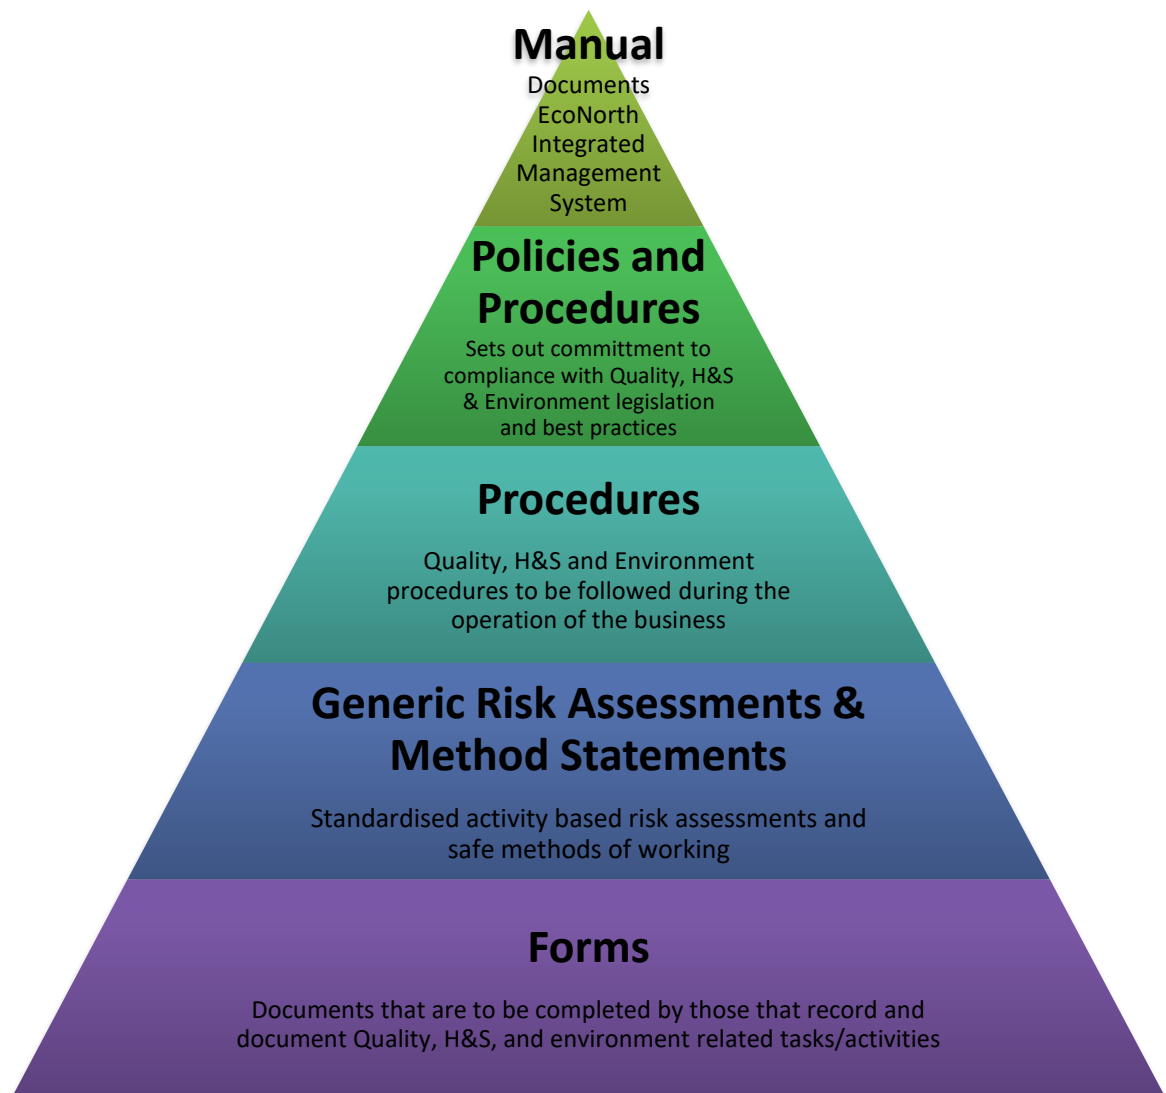 Manual
Documents
EcoNorth
Integrated
Management
System
Policies and
Procedures
Sets out committment to
compliance with Quality, H&S
& Environment legislation
and best practices
Procedures
Quality, H&S and Environment
procedures to be followed during the
operation of the business
Generic Risk Assessments &
Method Statements
Standardised activity based risk assessments and
safe methods of working
Forms
Documents that are to be completed by those that record and
document Quality, H&S, and environment related tasks/activities